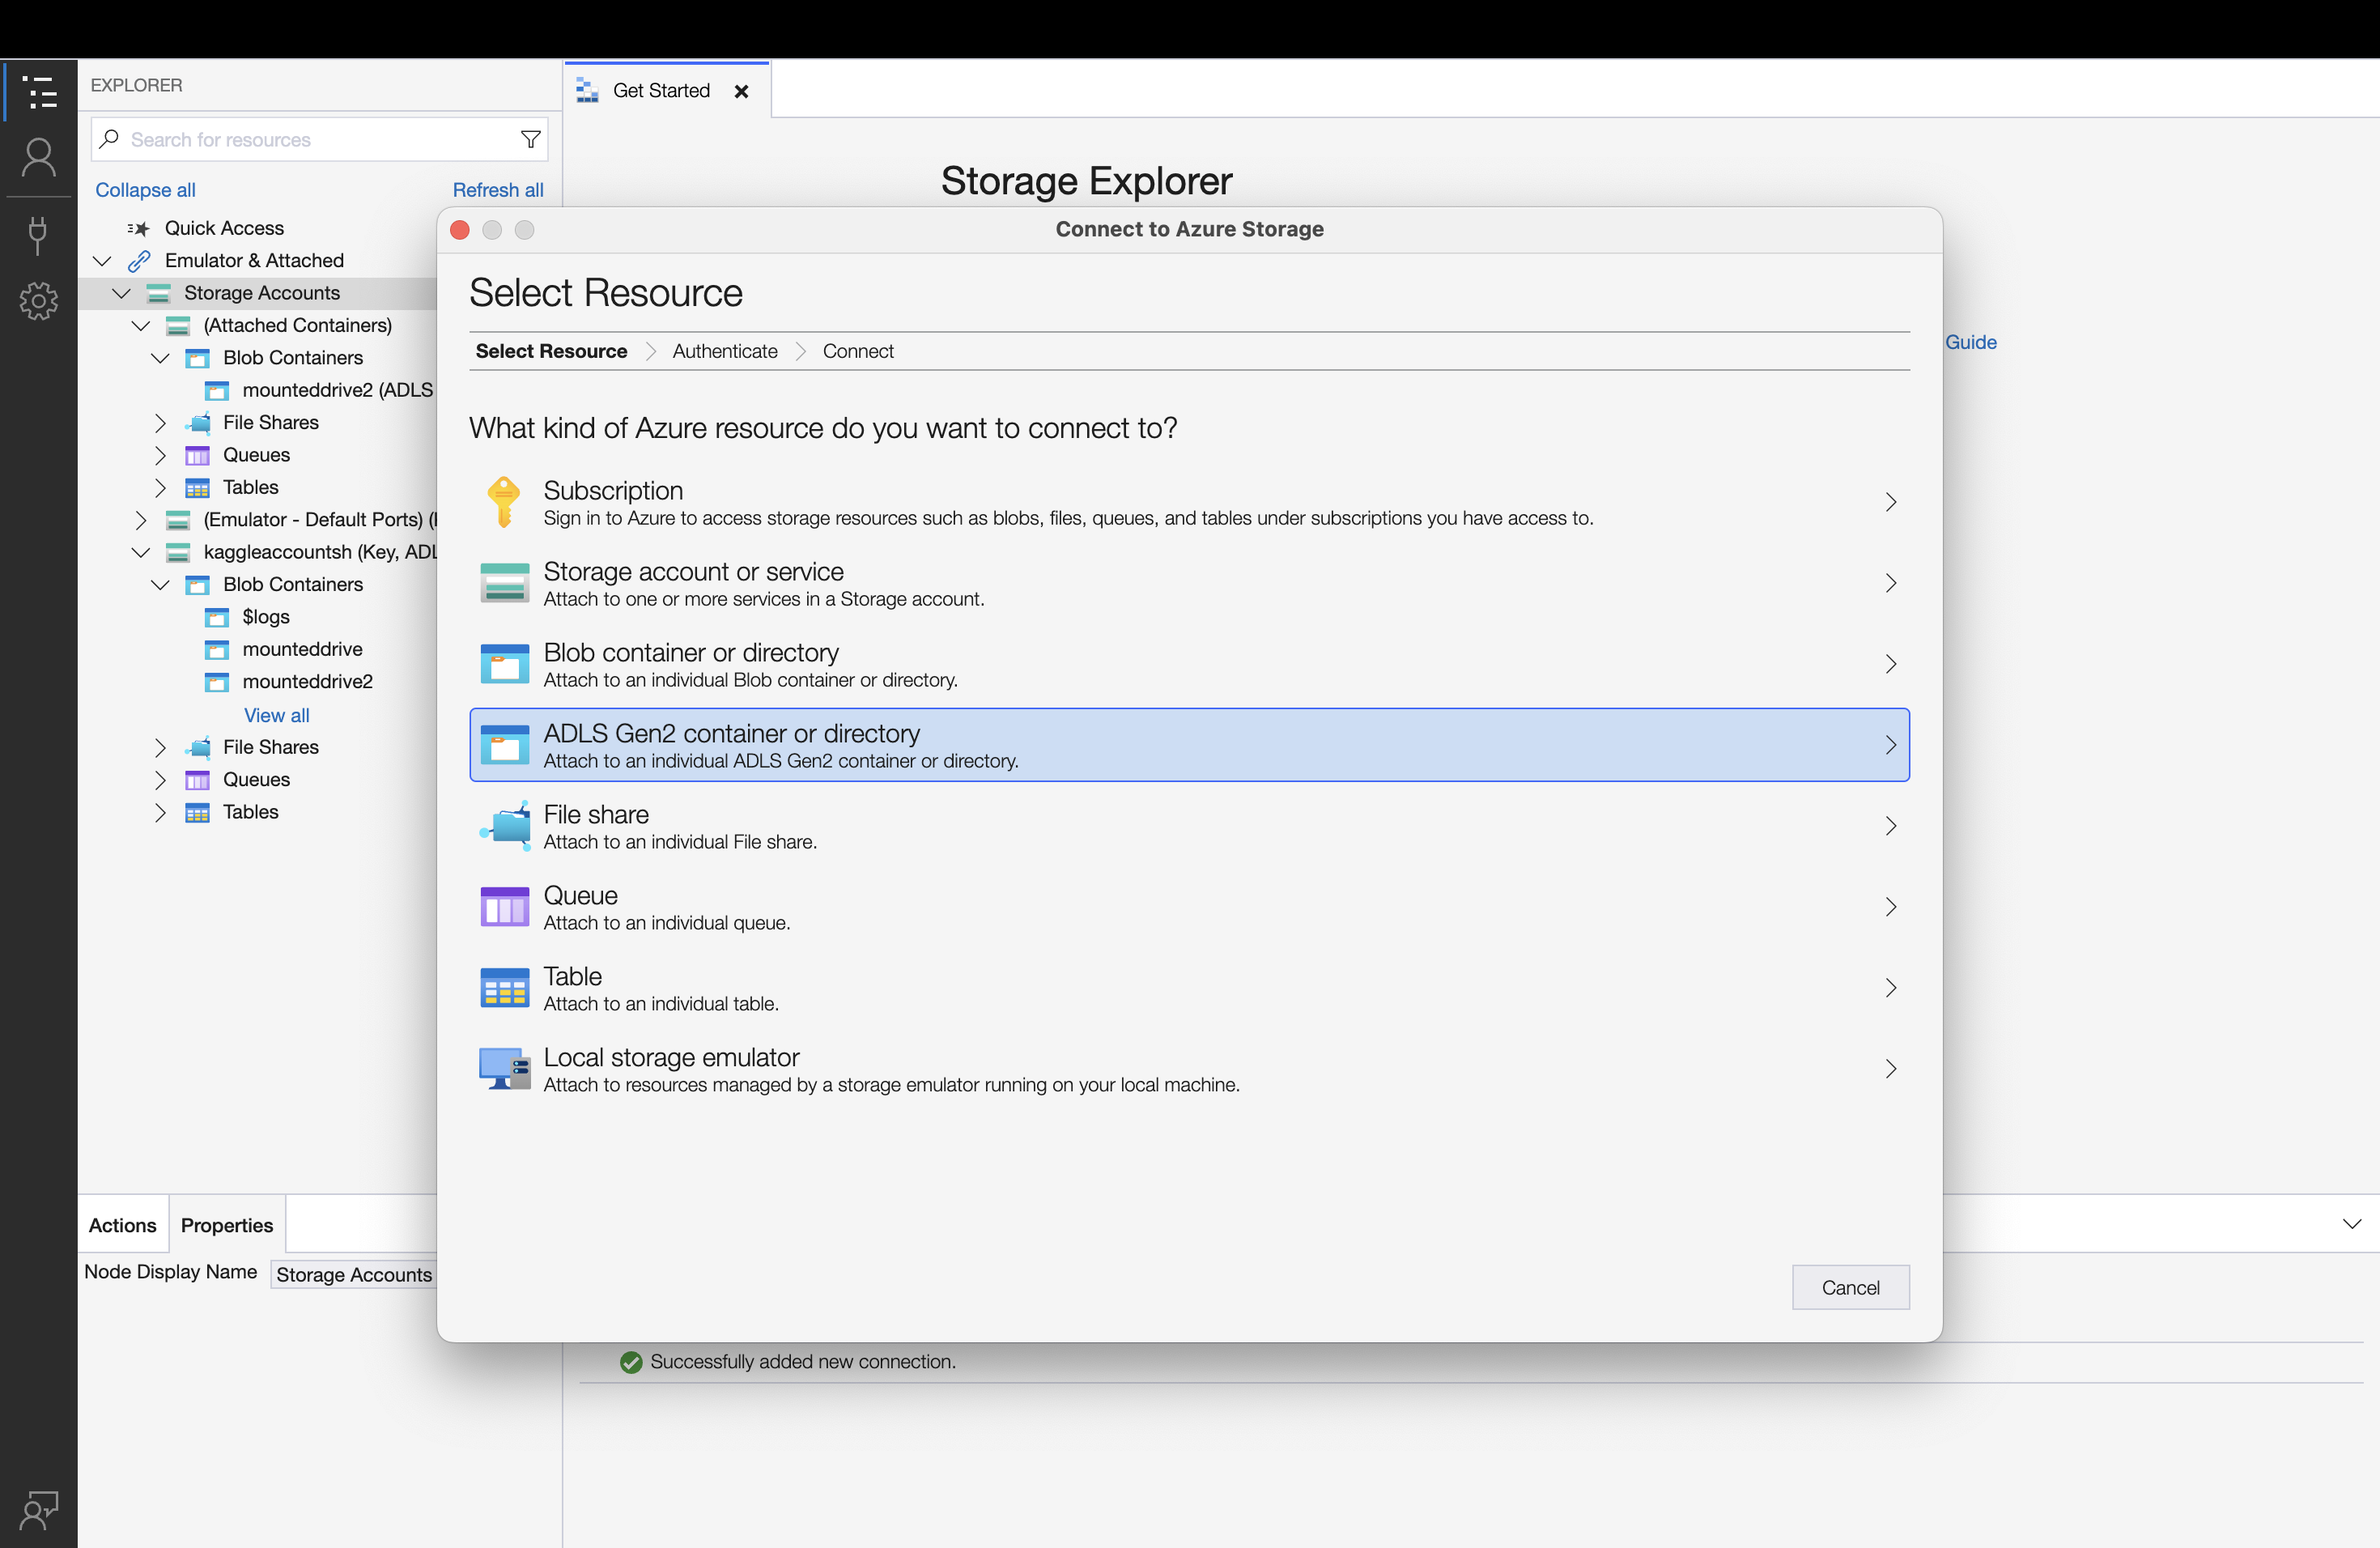 EXPLORER
Search for resources
Collapse all
Refresh all
Quick Access
Emulator & Attached
Storage Accounts
(Attached Containers)
Blob Containers
mounteddrive2 (ADLS
File Shares
Queues
Tables
(Emulator - Default Ports) (
kaggleaccountsh (Key, ADL
Blob Containers
$logs
mounteddrive
mounteddrive2
View all
File Shares
Queues
Tables
Actions
Properties
Node Display Name
Storage Accounts
Get Started
Storage Explorer
Guide
Connect to Azure Storage
Select Resource
Select Resource
Authenticate
Connect
What kind of Azure resource do you want to connect to?
Subscription
Sign in to Azure to access storage resources such as blobs, files, queues, and tables under subscriptions you have access to.
Storage account or service
Attach to one or more services in a Storage account.
Blob container or directory
Attach to an individual Blob container or directory.
ADLS Gen2 container or directory
Attach to an individual ADLS Gen2 container or directory.
File share
Attach to an individual File share.
Queue
Attach to an individual queue.
Table
Attach to an individual table.
Local storage emulator
Attach to resources managed by a storage emulator running on your local machine.
Cancel
Successfully added new connection.